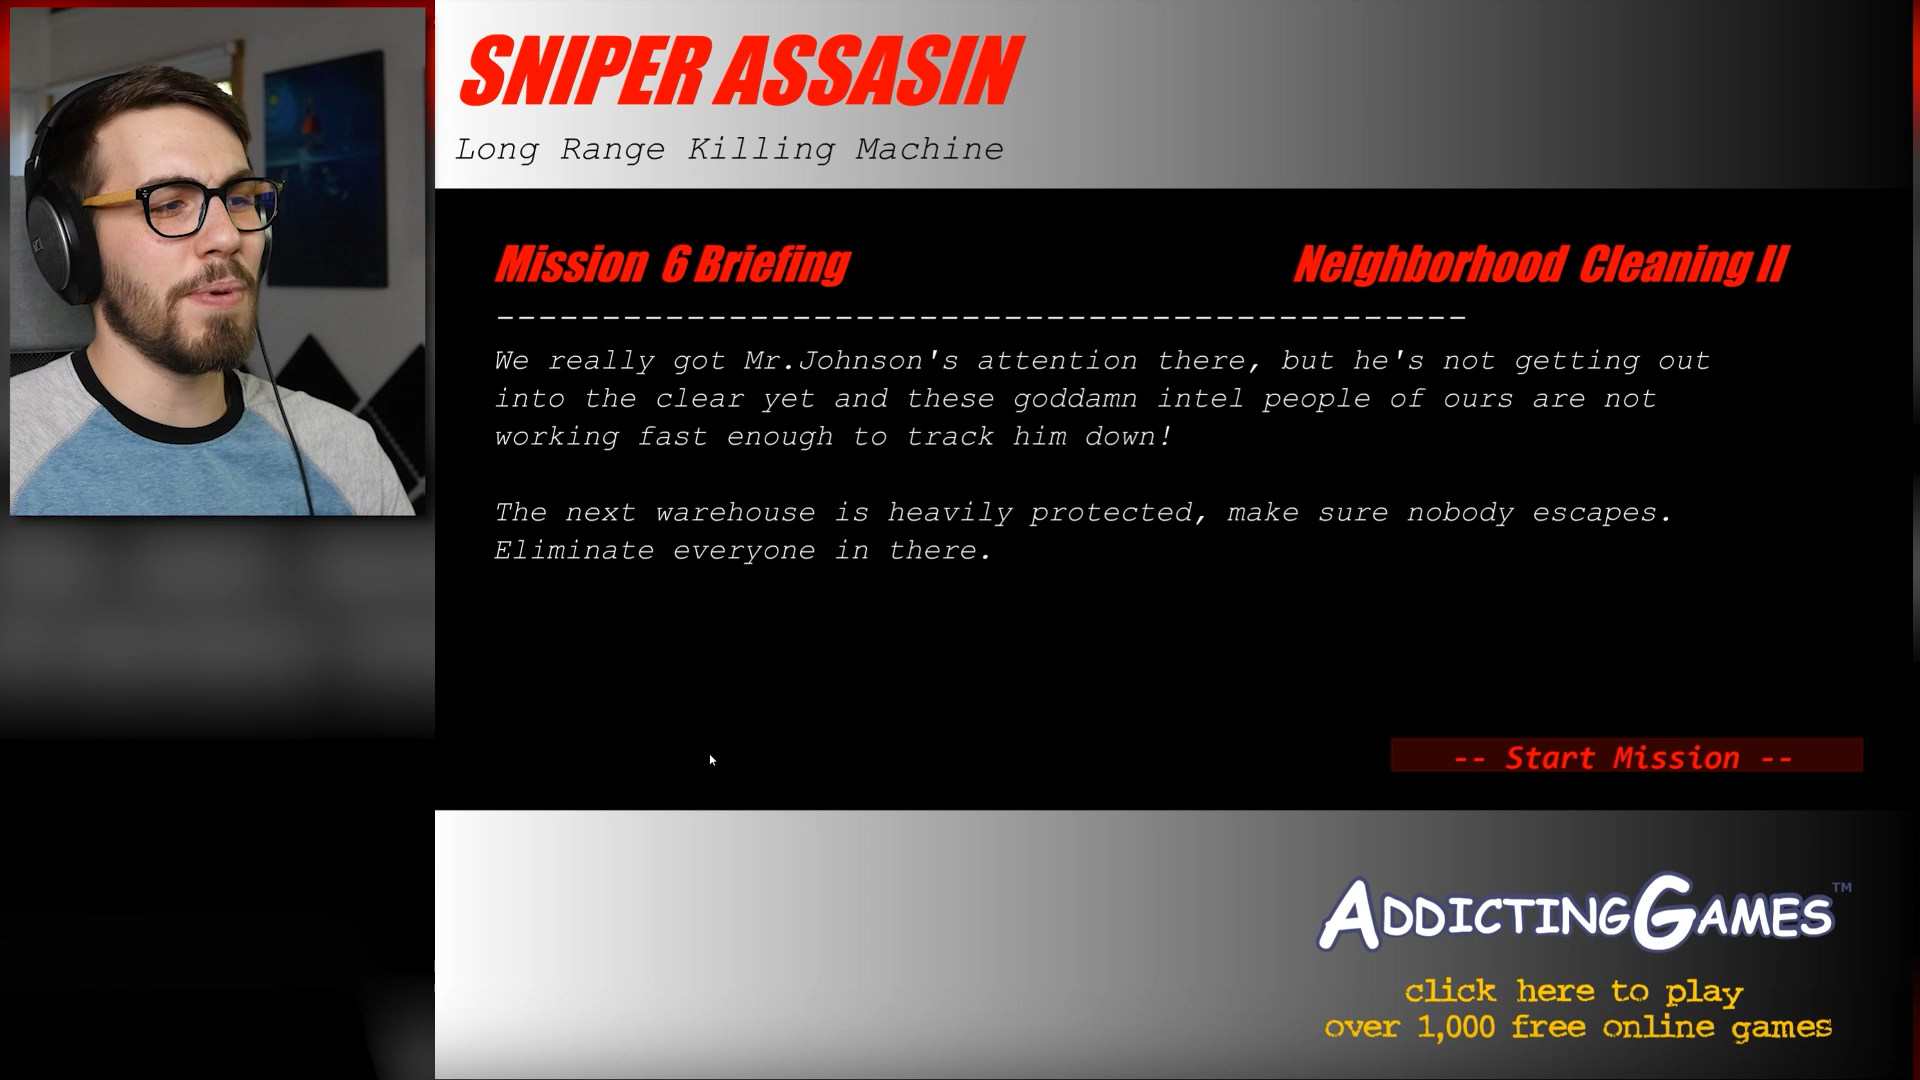 SNIPER ASSASIN
Long Range Killing Machine
Mission 6 Briefing
Neighborhood Cleaning II
----------------------------------------------
We really got Mr.Johnson's attention there, but he's not getting out
into the clear yet and these goddamn intel people of ours are not
working fast enough to track him down!
The next warehouse is heavily protected, make sure nobody escapes.
Eliminate everyone in there.
-- Start Mission --
ADDICTINGGAMES™
click here to play
over 1,000 free online games